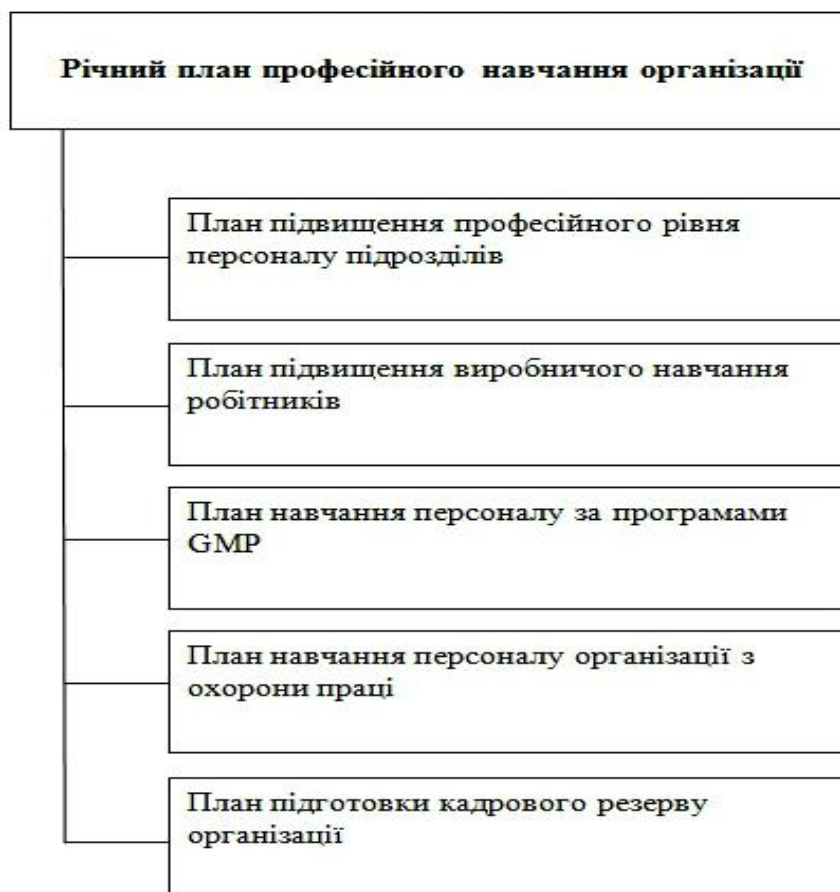 Річний план професійного навчання організації
План підвищення професійного рівня
персоналу підрозділів
План підвищення виробничого навчання
робітників
План навчання персоналу за програмами
GMP
План навчання персоналу організації з
охорони праці
План підготовки кадрового резерву
організації